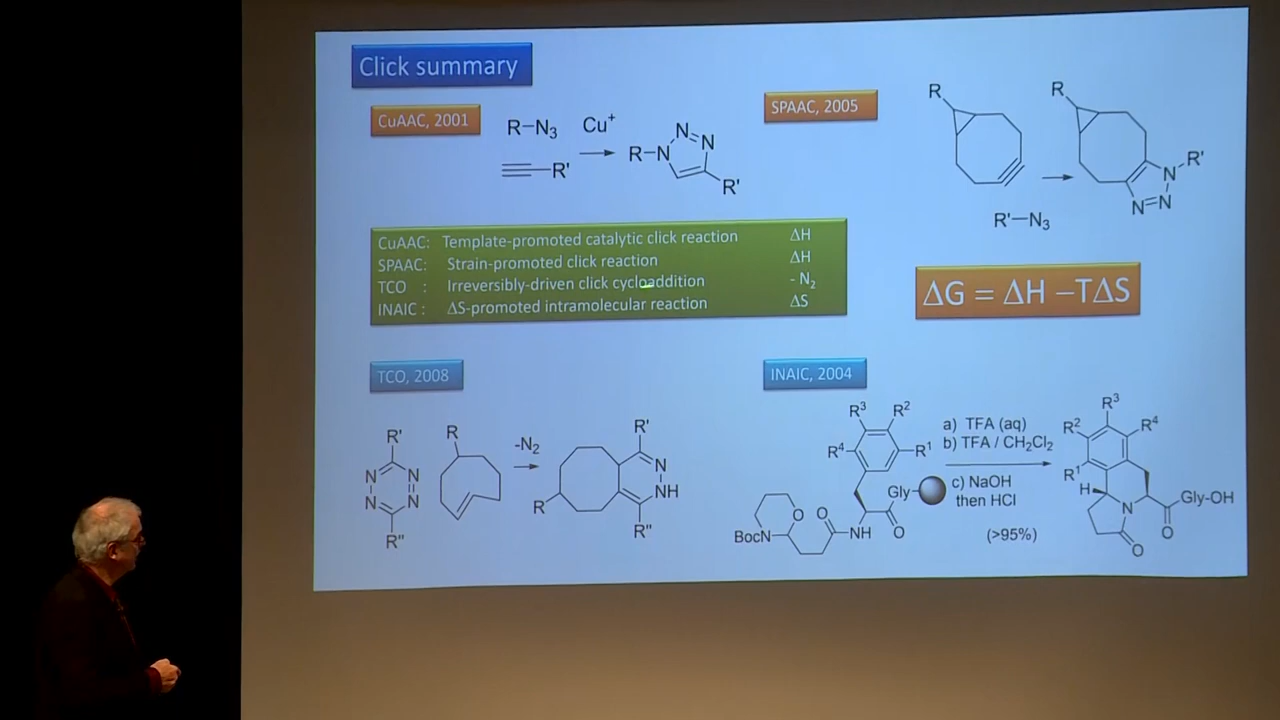 Click summary
CuAAC, 2001
R–N₃ Cu⁺
≡–R'
R–N N=N
R'
SPAAC, 2005
R R
R'–N₃
N R'
N=N
CuAAC: Template-promoted catalytic click reaction ΔH
SPAAC: Strain-promoted click reaction ΔH
TCO : Irreversibly-driven click cycloaddition - N₂
INAIC : ΔS-promoted intramolecular reaction ΔS
ΔG = ΔH –TΔS
TCO, 2008
R' R -N₂ R'
N N N
N N R NH
R" R"
INAIC, 2004
R³ R²
R⁴ R¹
Gly
O O
BocN NH O
a) TFA (aq)
b) TFA / CH₂Cl₂
c) NaOH
then HCl
(>95%)
R³
R² R⁴
R¹
H
N Gly-OH
O O